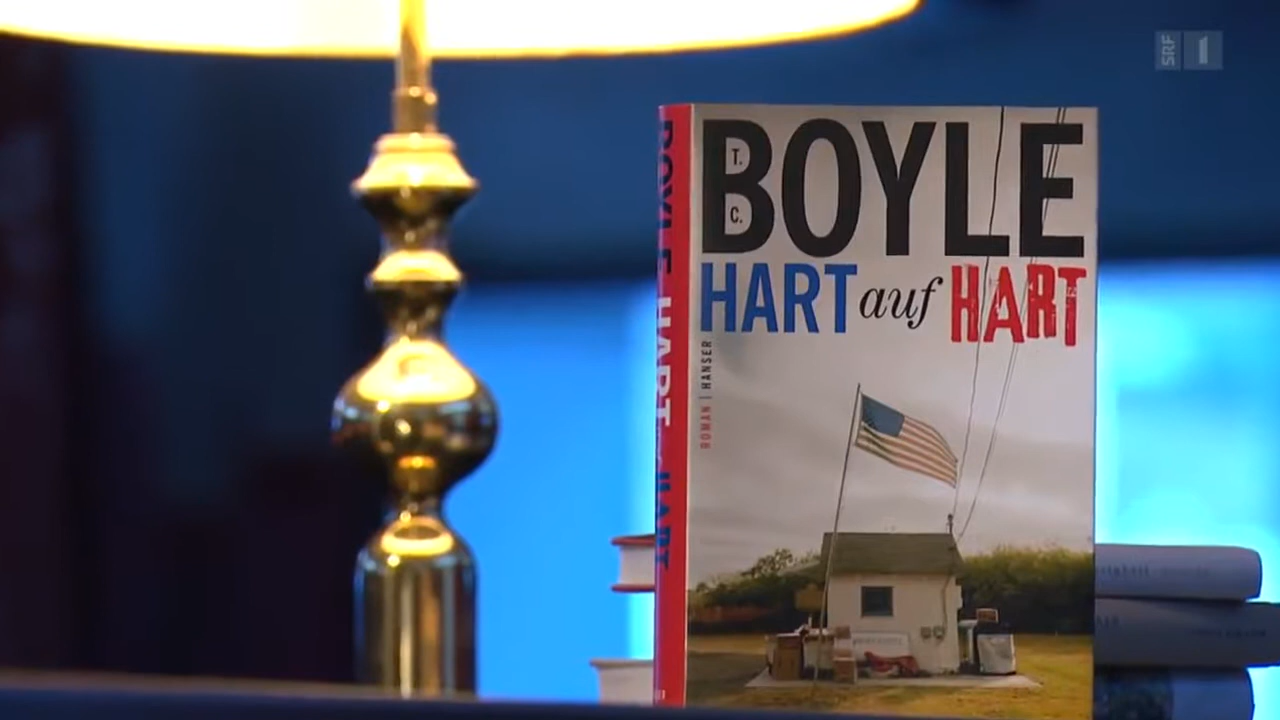 SRF 1
T.
C.
BOYLE
HART auf HART
ROMAN | HANSER
BOYLE HART auf HART